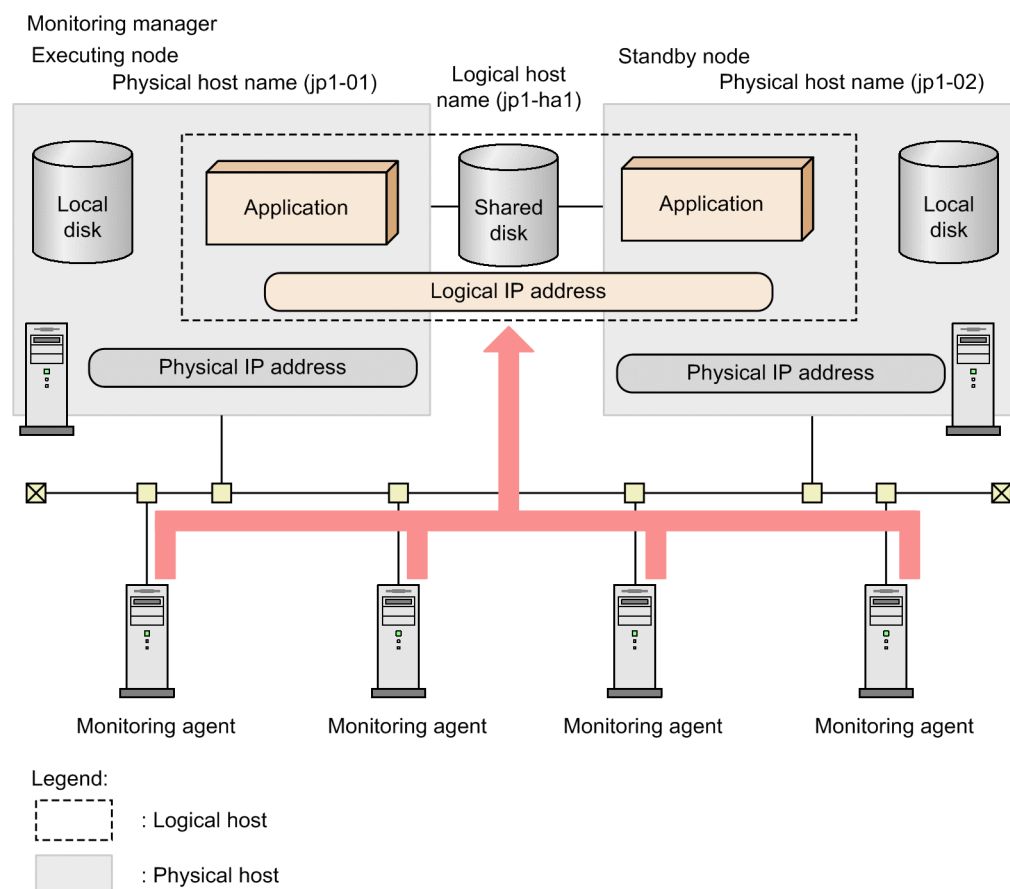 Monitoring manager
Executing node
Physical host name (jp1-01)
Logical host
name (jp1-ha1)
Standby node
Physical host name (jp1-02)
Local
disk
Application
Shared
disk
Application
Local
disk
Logical IP address
Physical IP address
Physical IP address
Monitoring agent
Monitoring agent
Monitoring agent
Monitoring agent
Legend:
: Logical host
: Physical host